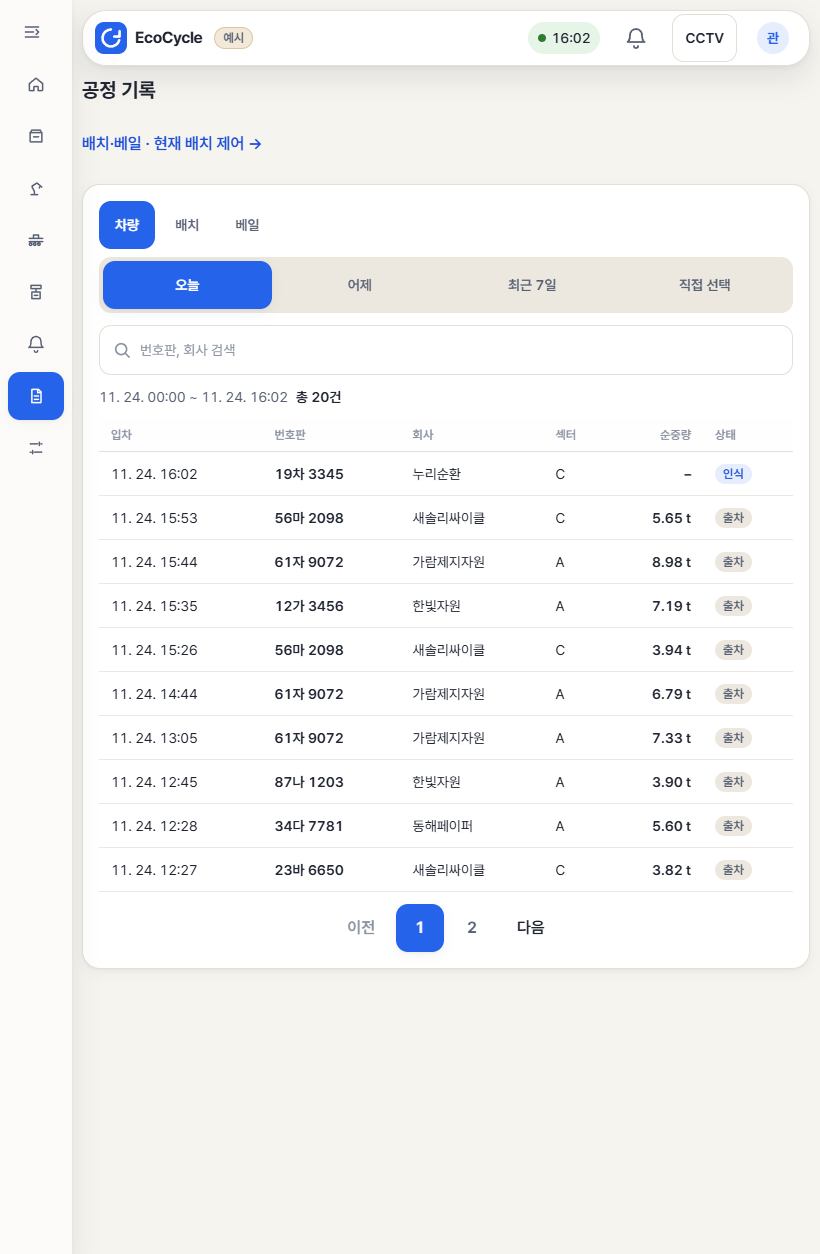 EcoCycle 예시 16:02 CCTV 관
공정 기록
배치·베일 · 현재 배치 제어 →
차량 배치 베일
오늘 어제 최근 7일 직접 선택
번호판, 회사 검색
11. 24. 00:00 ~ 11. 24. 16:02 총 20건
입차 번호판 회사 섹터 순중량 상태
11. 24. 16:02 19차 3345 누리순환 C – 인식
11. 24. 15:53 56마 2098 새솔리싸이클 C 5.65 t 출차
11. 24. 15:44 61자 9072 가람제지자원 A 8.98 t 출차
11. 24. 15:35 12가 3456 한빛자원 A 7.19 t 출차
11. 24. 15:26 56마 2098 새솔리싸이클 C 3.94 t 출차
11. 24. 14:44 61자 9072 가람제지자원 A 6.79 t 출차
11. 24. 13:05 61자 9072 가람제지자원 A 7.33 t 출차
11. 24. 12:45 87나 1203 한빛자원 A 3.90 t 출차
11. 24. 12:28 34다 7781 동해페이퍼 A 5.60 t 출차
11. 24. 12:27 23바 6650 새솔리싸이클 C 3.82 t 출차
이전 1 2 다음